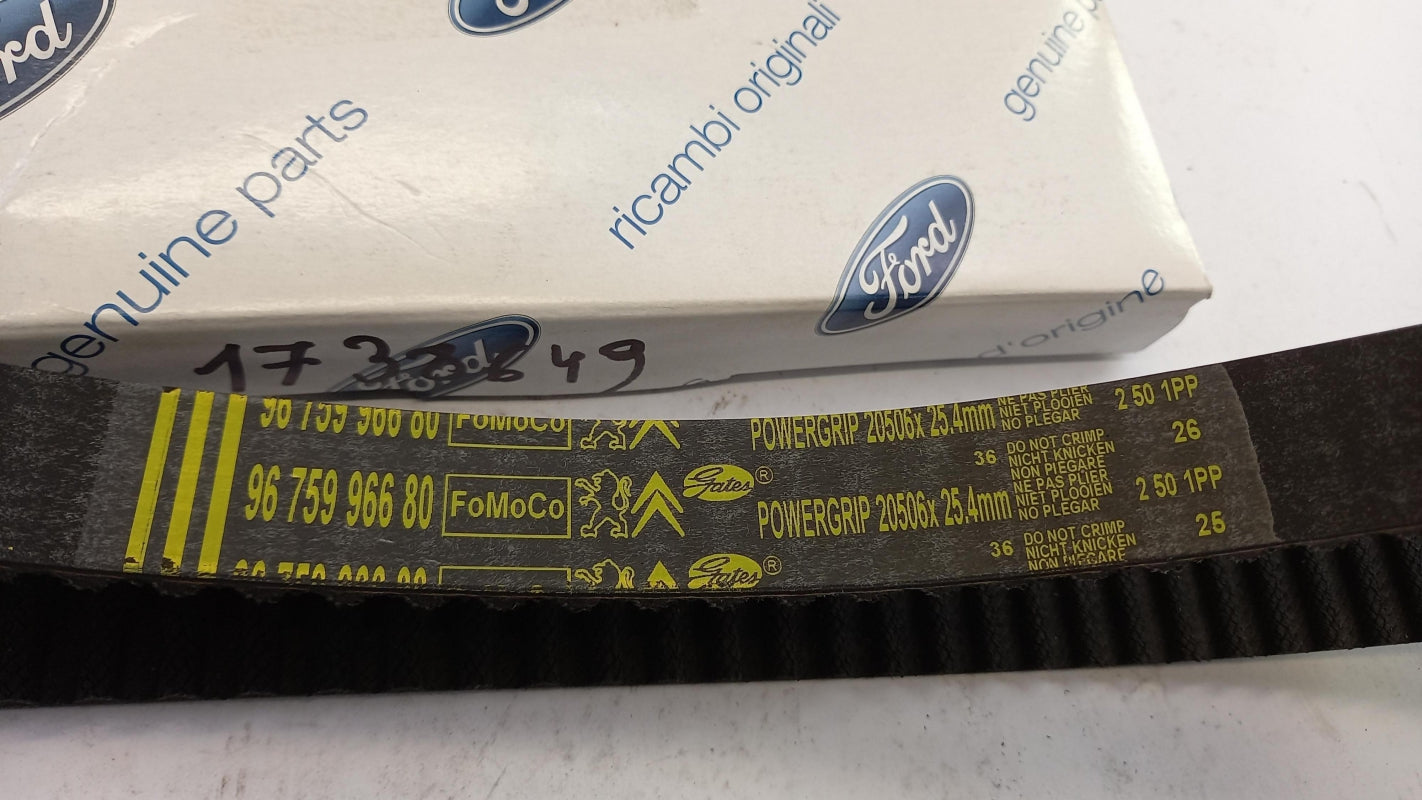 Ford
genuine parts
ricambi originali
genuine
Ford
d'origine
Ford
96 759 966 80 FoMoCo POWERGRIP 20506x 25.4mm
NE PAS PLIER
NIET PLOOIEN
NO PLEGAR
2 50 1PP
26
36 DO NOT CRIMP
NICHT KNICKEN
NON PIEGARE
96 759 966 80 FoMoCo Gates® POWERGRIP 20506x 25.4mm
NE PAS PLIER
NIET PLOOIEN
NO PLEGAR
2 50 1PP
25
36 DO NOT CRIMP
NICHT KNICKEN
NON PIEGARE
Gates®